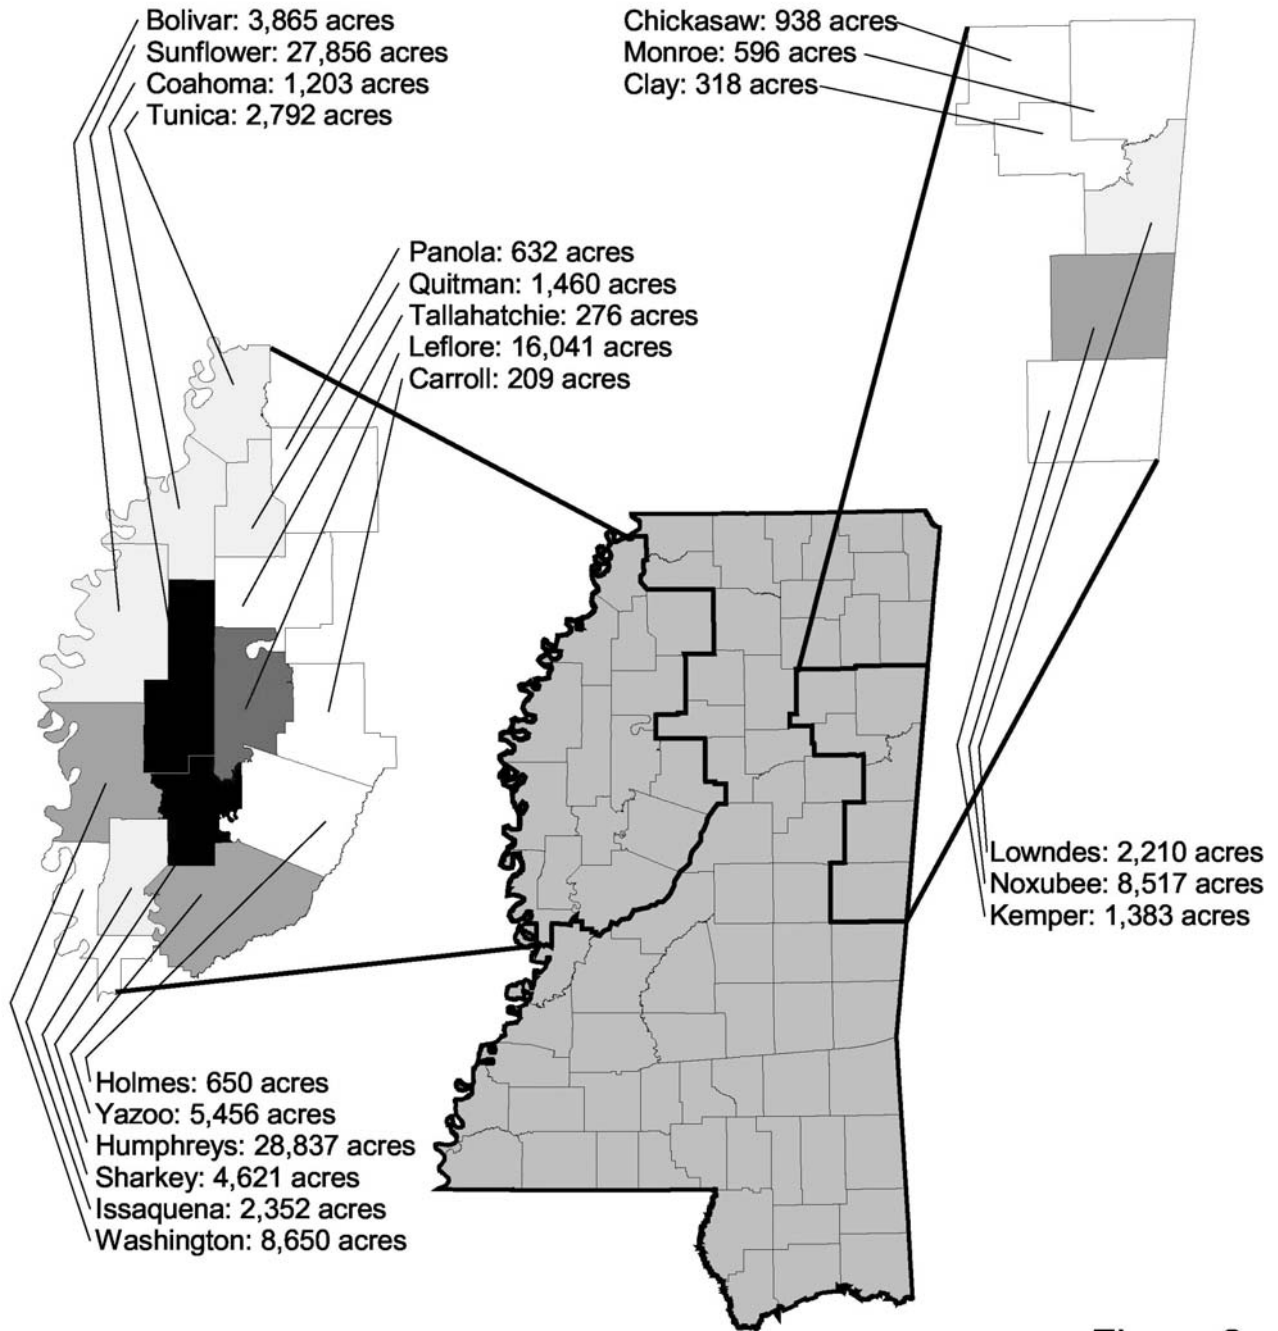 Bolivar: 3,865 acres
Sunflower: 27,856 acres
Coahoma: 1,203 acres
Tunica: 2,792 acres
Chickasaw: 938 acres
Monroe: 596 acres
Clay: 318 acres
Panola: 632 acres
Quitman: 1,460 acres
Tallahatchie: 276 acres
Leflore: 16,041 acres
Carroll: 209 acres
Lowndes: 2,210 acres
Noxubee: 8,517 acres
Kemper: 1,383 acres
Holmes: 650 acres
Yazoo: 5,456 acres
Humphreys: 28,837 acres
Sharkey: 4,621 acres
Issaquena: 2,352 acres
Washington: 8,650 acres